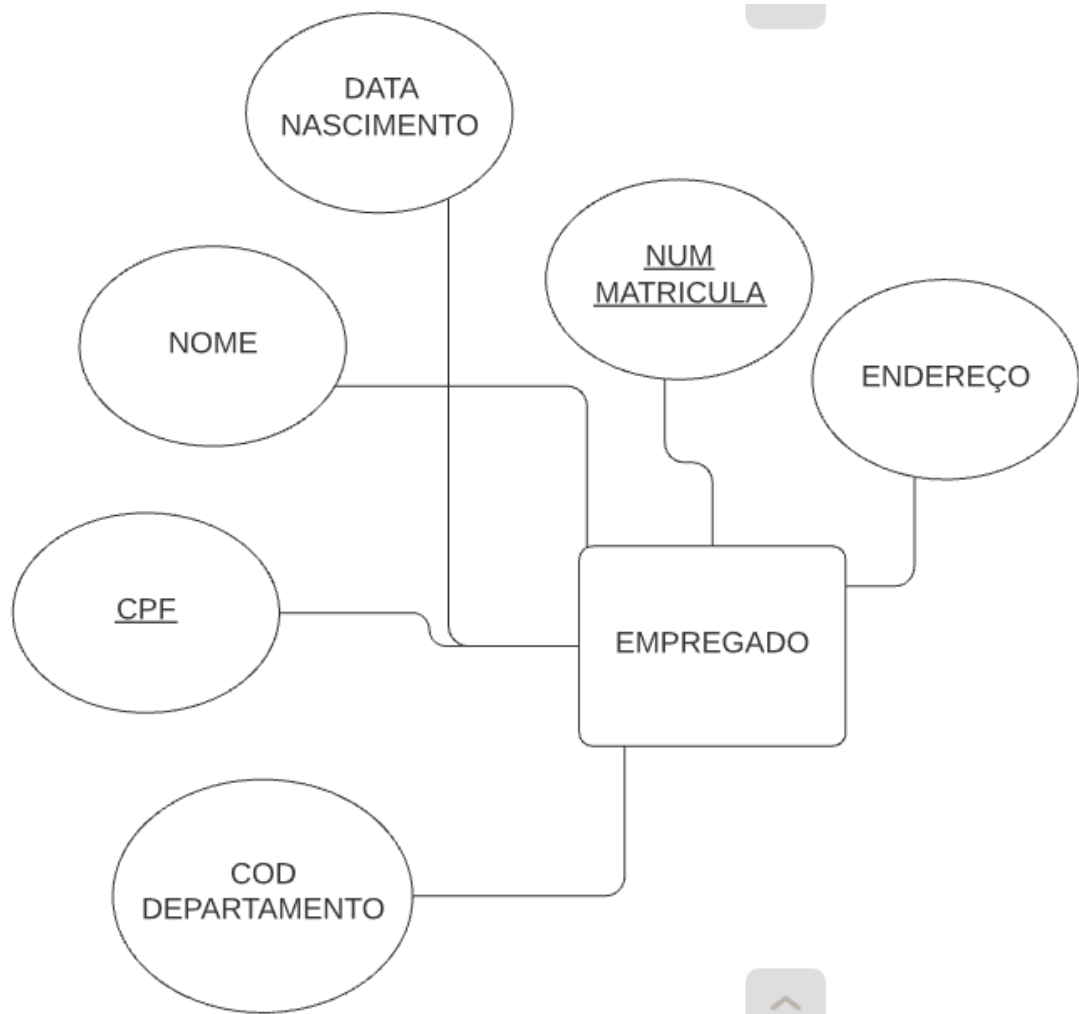 DATA
NASCIMENTO
NUM
MATRICULA
NOME
ENDEREÇO
CPF
EMPREGADO
COD
DEPARTAMENTO